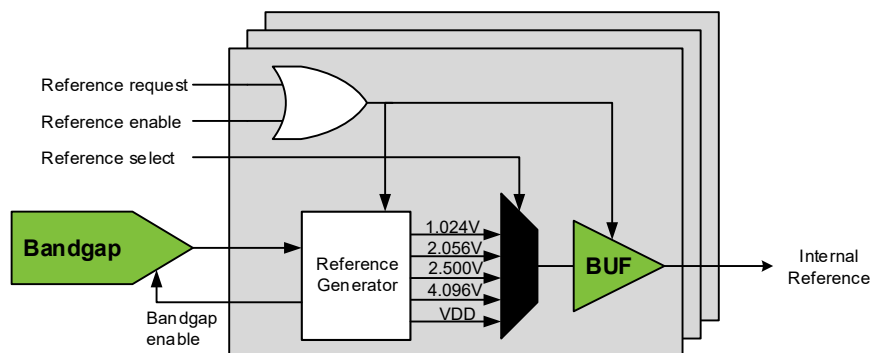 Reference request
Reference enable
Reference select
Bandgap
Bandgap
enable
Reference
Generator
1.024V
2.056V
2.500V
4.096V
VDD
BUF
Internal
Reference